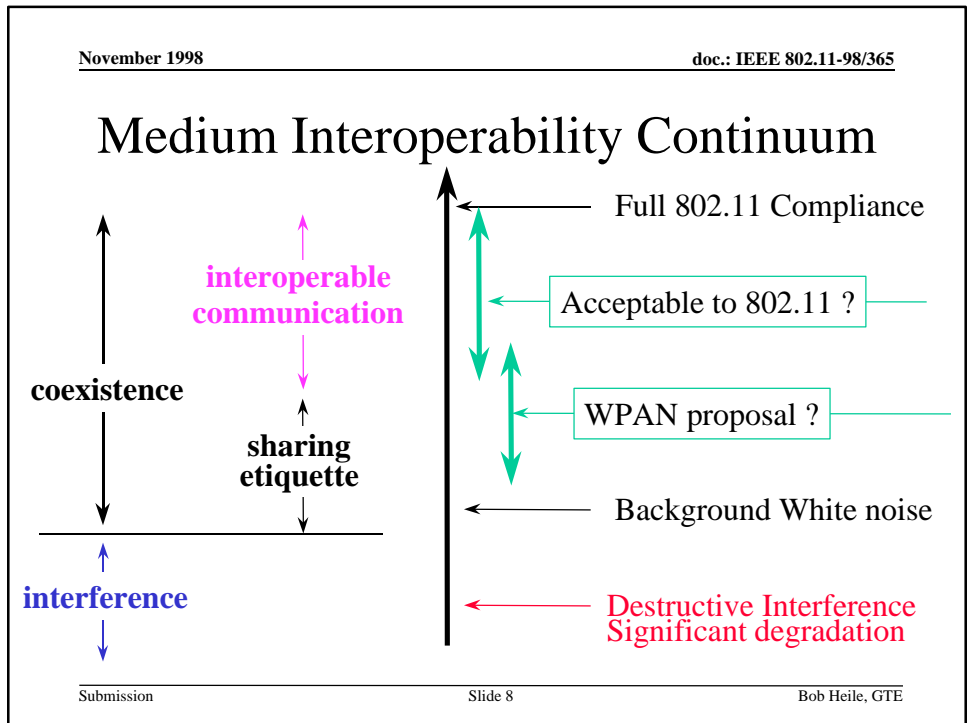 November 1998
doc.: IEEE 802.11-98/365
Medium Interoperability Continuum
Full 802.11 Compliance
interoperable
communication
Acceptable to 802.11 ?
coexistence
WPAN proposal ?
sharing
etiquette
Background White noise
interference
Destructive Interference
Significant degradation
Submission
Slide 8
Bob Heile, GTE